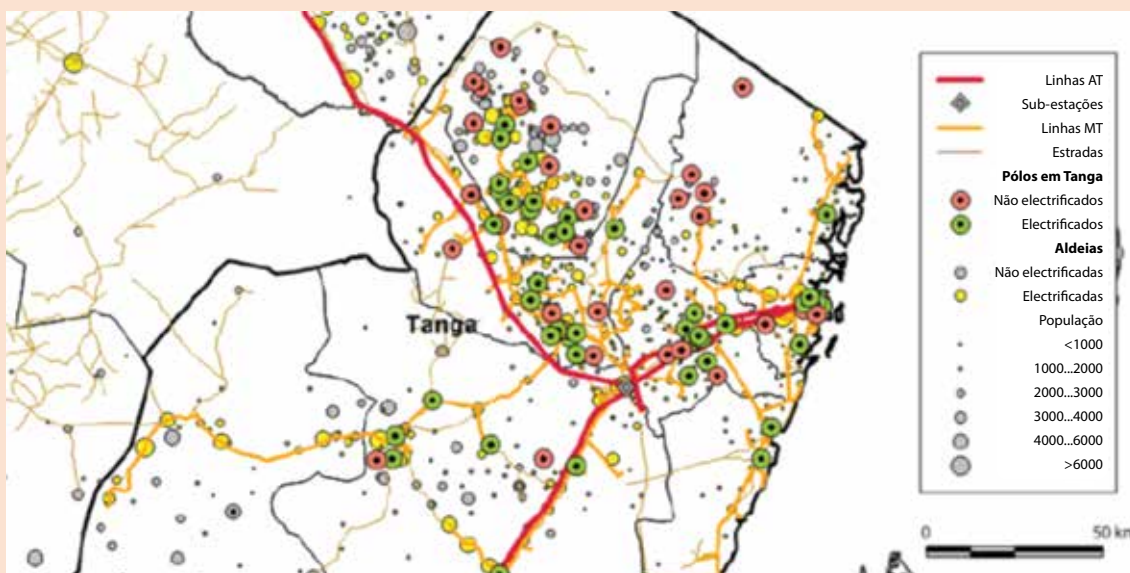 Tanga
Linhas AT
Sub-estações
Linhas MT
Estradas
Pólos em Tanga
Não electrificados
Electrificados
Aldeias
Não electrificadas
Electrificadas
População
<1000
1000...2000
2000...3000
3000...4000
4000...6000
>6000
0 50 km